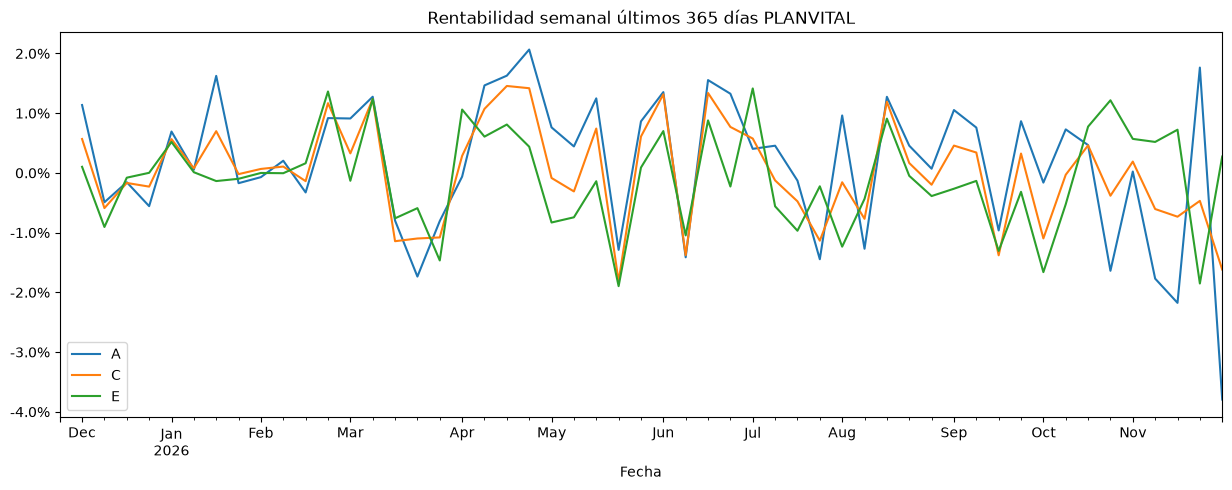 Rentabilidad semanal últimos 365 días PLANVITAL
2.0%
1.0%
0.0%
-1.0%
-2.0%
-3.0%
-4.0%
A
C
E
Dec Jan Feb Mar Apr May Jun Jul Aug Sep Oct Nov
2026
Fecha